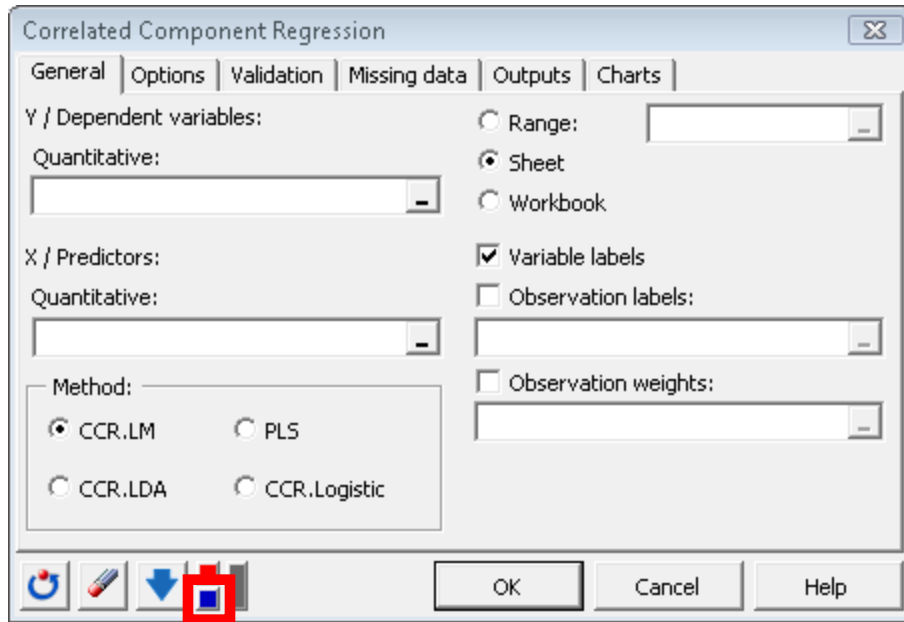 Correlated Component Regression
General Options Validation Missing data Outputs Charts
Y / Dependent variables:
Quantitative:
X / Predictors:
Quantitative:
Method:
CCR.LM PLS
CCR.LDA CCR.Logistic
Range:
Sheet
Workbook
Variable labels
Observation labels:
Observation weights:
OK Cancel Help